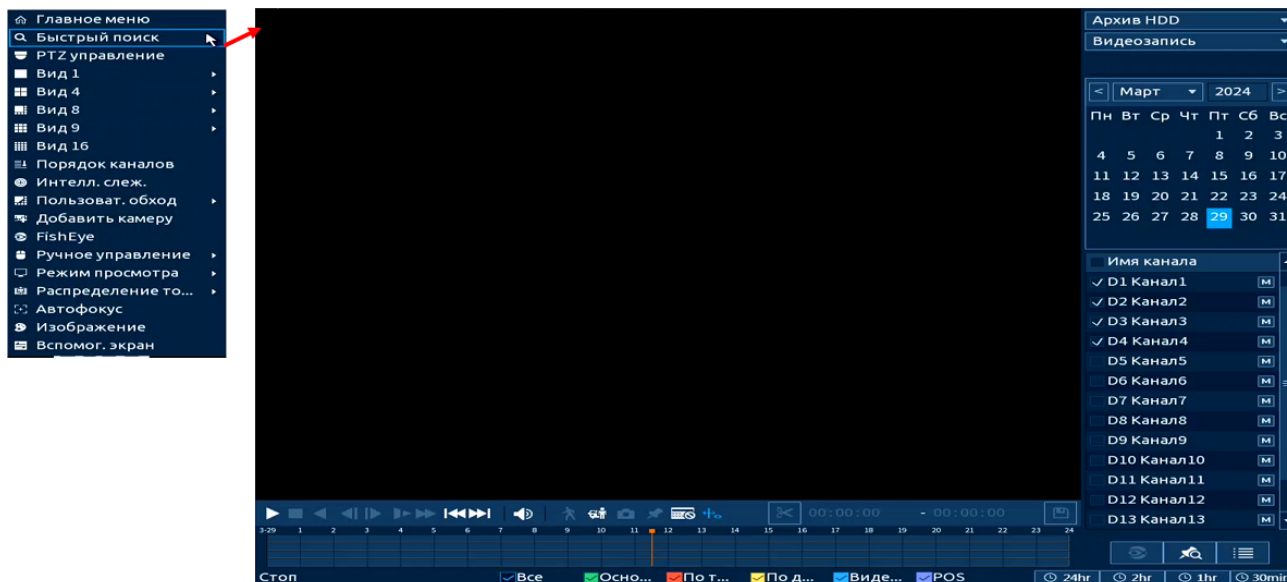 Главное меню
Быстрый поиск
PTZ управление
Вид 1
Вид 4
Вид 8
Вид 9
Вид 16
Порядок каналов
Интелл. слеж.
Пользоват. обход
Добавить камеру
FishEye
Ручное управление
Режим просмотра
Распределение то...
Автофокус
Изображение
Вспомог. экран
Архив HDD
Видеозапись
< Март 2024 >
Пн Вт Ср Чт Пт Сб Вс
1 2 3
4 5 6 7 8 9 10
11 12 13 14 15 16 17
18 19 20 21 22 23 24
25 26 27 28 29 30 31
Имя канала
D1 Канал1 M
D2 Канал2 M
D3 Канал3 M
D4 Канал4 M
D5 Канал5 M
D6 Канал6 M
D7 Канал7 M
D8 Канал8 M
D9 Канал9 M
D10 Канал10 M
D11 Канал11 M
D12 Канал12 M
D13 Канал13 M
00:00:00 - 00:00:00
3-29 1 2 3 4 5 6 7 8 9 10 11 12 13 14 15 16 17 18 19 20 21 22 23 24
Стоп Все Осно... По т... По д... Виде... POS 24hr 2hr 1hr 30m